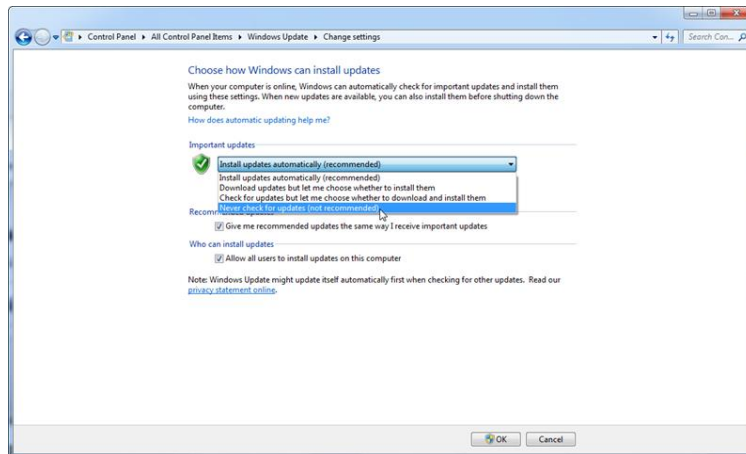 Control Panel ▸ All Control Panel Items ▸ Windows Update ▸ Change settings
Search Con...
Choose how Windows can install updates
When your computer is online, Windows can automatically check for important updates and install them
using these settings. When new updates are available, you can also install them before shutting down the
computer.
How does automatic updating help me?
Important updates
Install updates automatically (recommended)
Install updates automatically (recommended)
Download updates but let me choose whether to install them
Check for updates but let me choose whether to download and install them
Never check for updates (not recommended)
Give me recommended updates the same way I receive important updates
Who can install updates
Allow all users to install updates on this computer
Note: Windows Update might update itself automatically first when checking for other updates. Read our
privacy statement online.
OK
Cancel